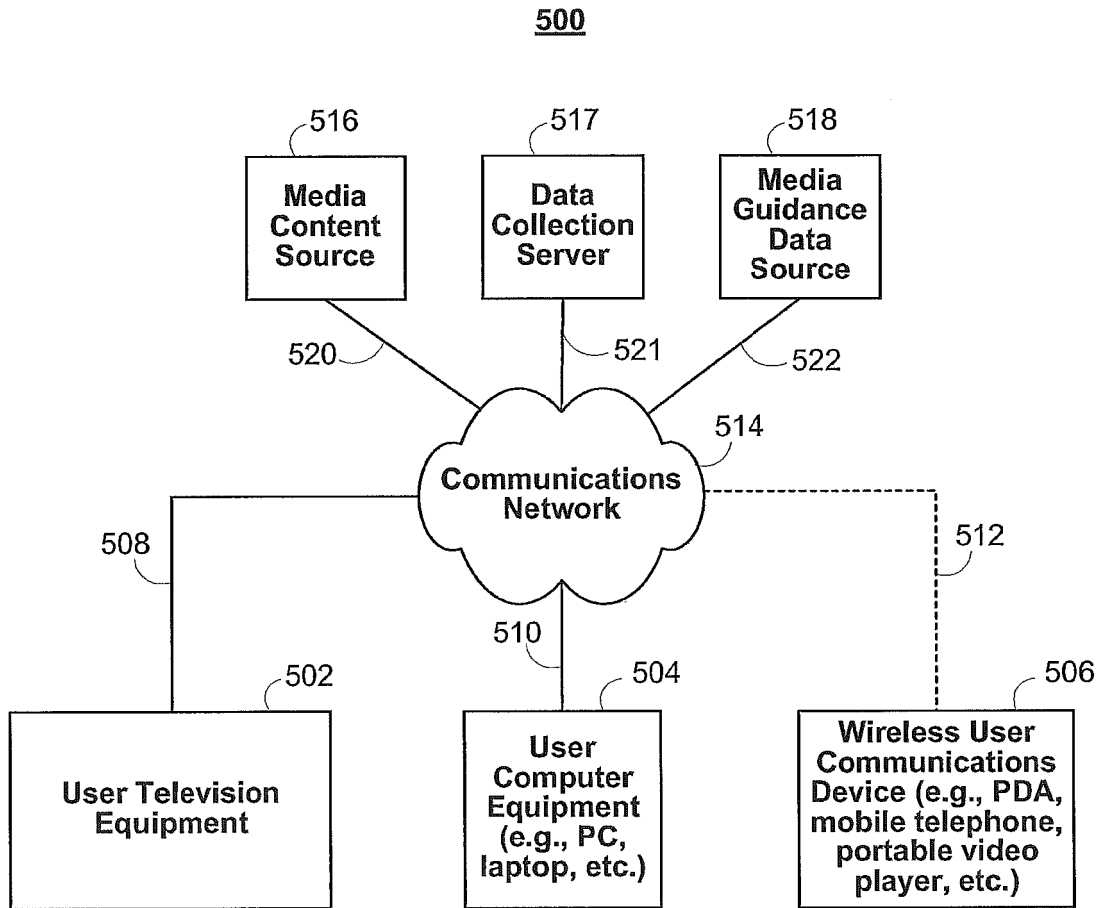 500
516
517
518
Media
Content
Source
Data
Collection
Server
Media
Guidance
Data
Source
520
521
522
514
Communications
Network
508
512
510
502
504
506
User Television
Equipment
User
Computer
Equipment
(e.g., PC,
laptop, etc.)
Wireless User
Communications
Device (e.g., PDA,
mobile telephone,
portable video
player, etc.)